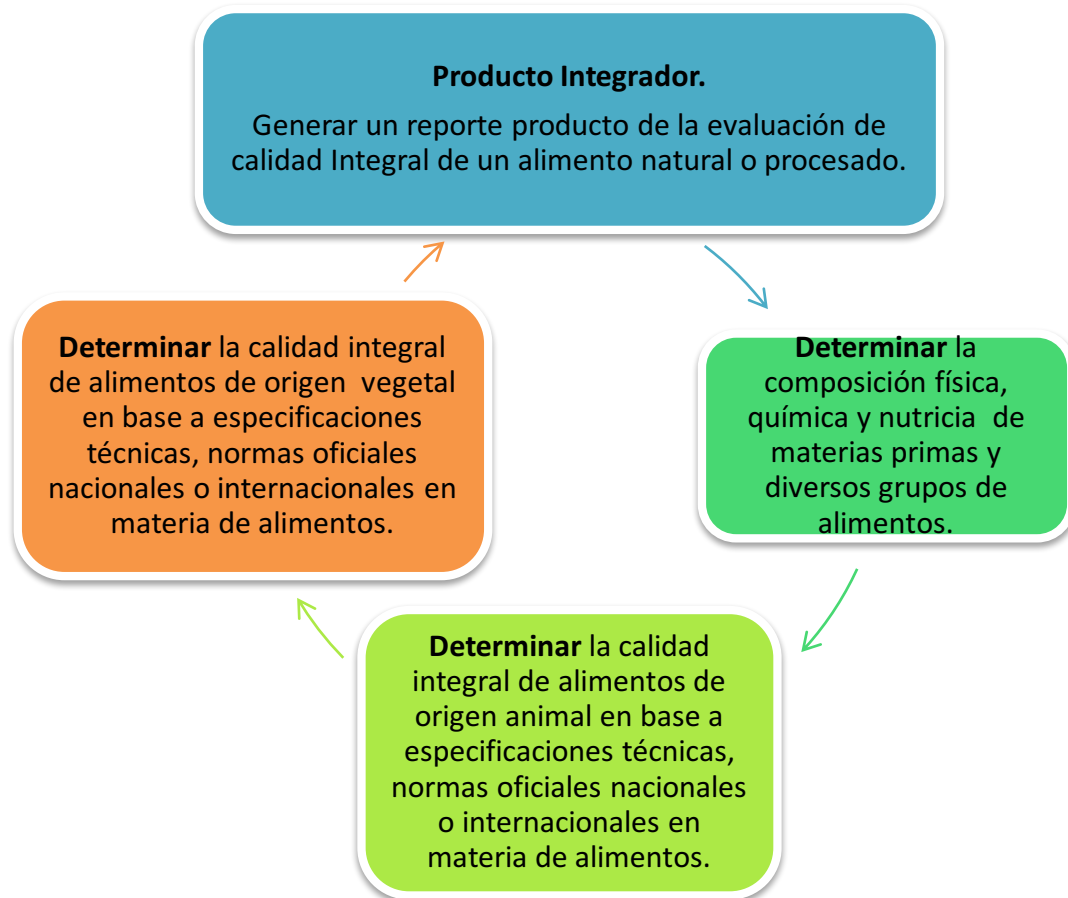 Producto Integrador.
Generar un reporte producto de la evaluación de
calidad Integral de un alimento natural o procesado.
Determinar la
composición física,
química y nutricia de
materias primas y
diversos grupos de
alimentos.
Determinar la calidad
integral de alimentos de
origen animal en base a
especificaciones técnicas,
normas oficiales nacionales
o internacionales en
materia de alimentos.
Determinar la calidad integral
de alimentos de origen vegetal
en base a especificaciones
técnicas, normas oficiales
nacionales o internacionales en
materia de alimentos.